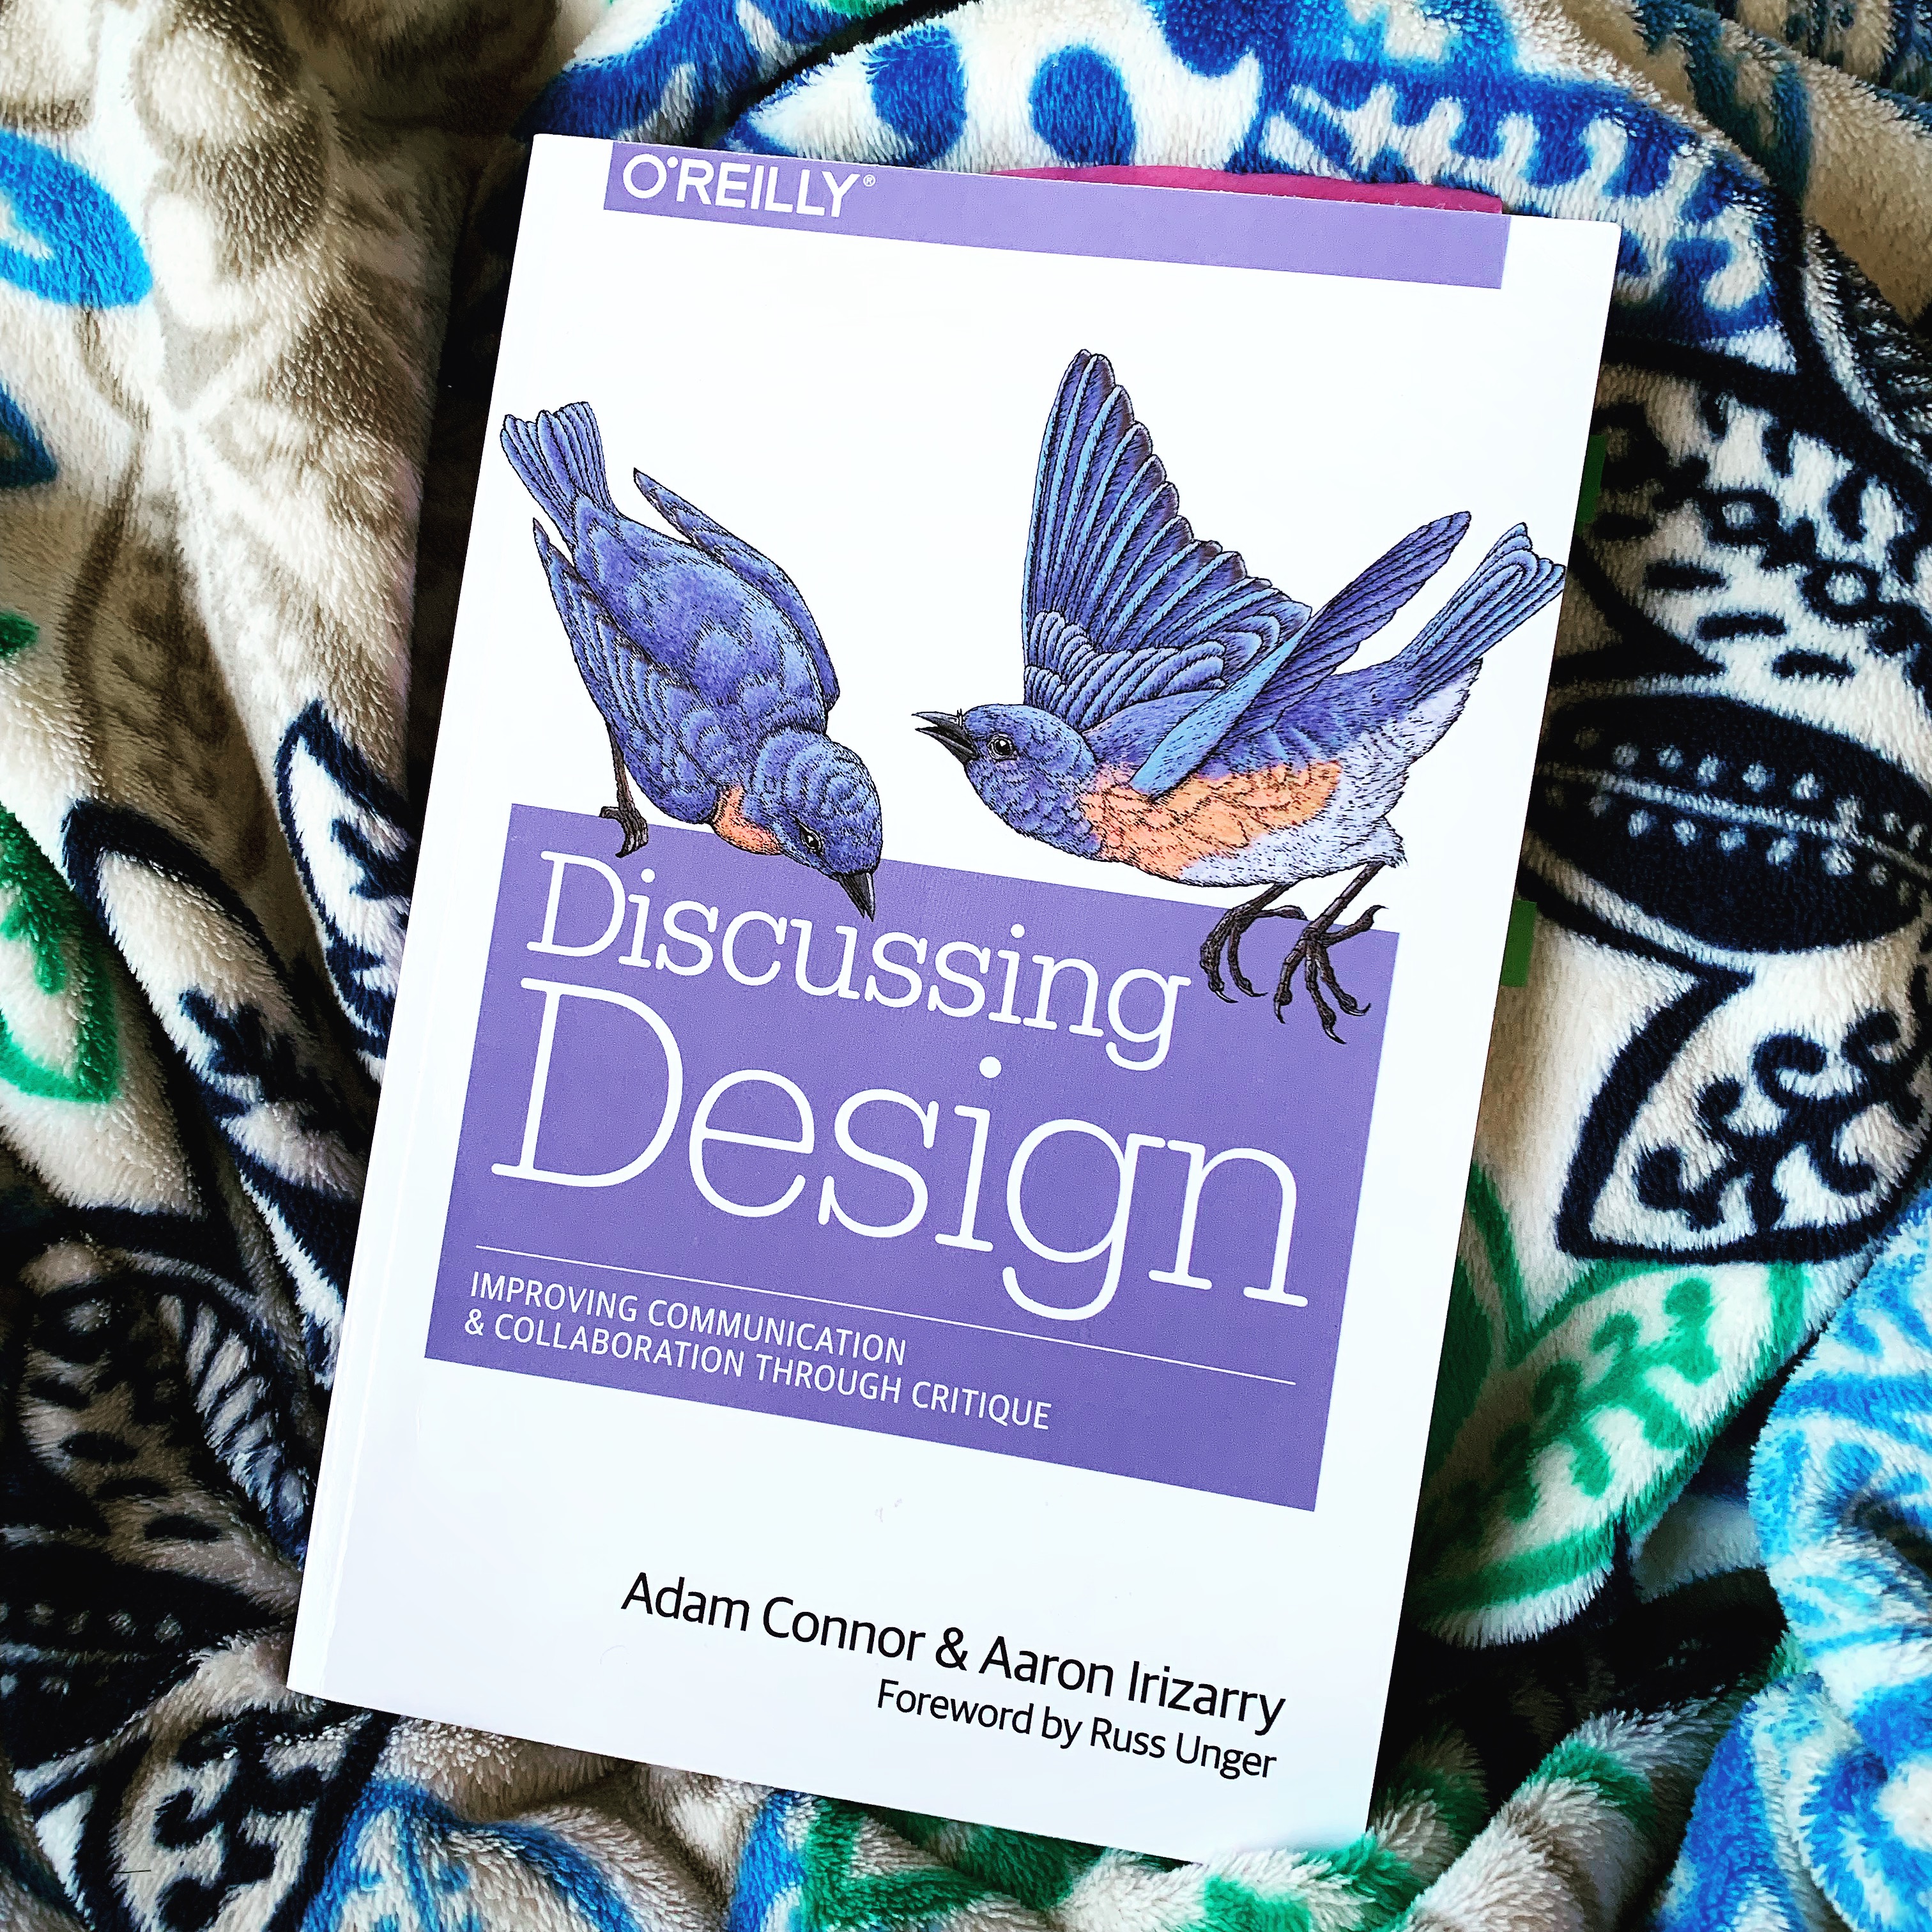 O'REILLY®
Discussing
Design
IMPROVING COMMUNICATION
& COLLABORATION THROUGH CRITIQUE
Adam Connor & Aaron Irizarry
Foreword by Russ Unger